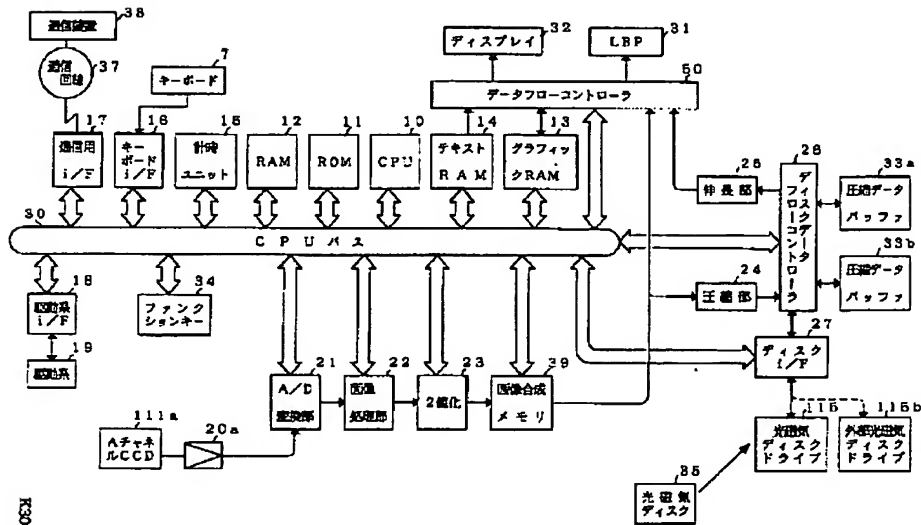 通信装置
38
通信
回線
37
7
キーボード
ディスプレイ
32
LBP
31
50
データフローコントローラ
17
通信用
i/F
16
キー
ボード
i/F
15
計時
ユニット
12
RAM
11
ROM
10
CPU
14
テキスト
RAM
13
グラフィッ
クRAM
25
伸長部
28
ディスクデータ
フローコントローラ
33a
圧縮データ
バッファ
33b
圧縮データ
バッファ
30
CPUバス
24
圧縮部
18
駆動系
i/F
19
駆動系
34
ファンク
ションキー
27
ディスク
i/F
21
A/D
変換部
22
画像
処理部
23
2値化
39
画像合成
メモリ
111a
Aチャネ
ルCCD
20a
115
光磁気
ディスク
ドライブ
115b
外部光磁気
ディスク
ドライブ
35
光磁気
ディスク
K30